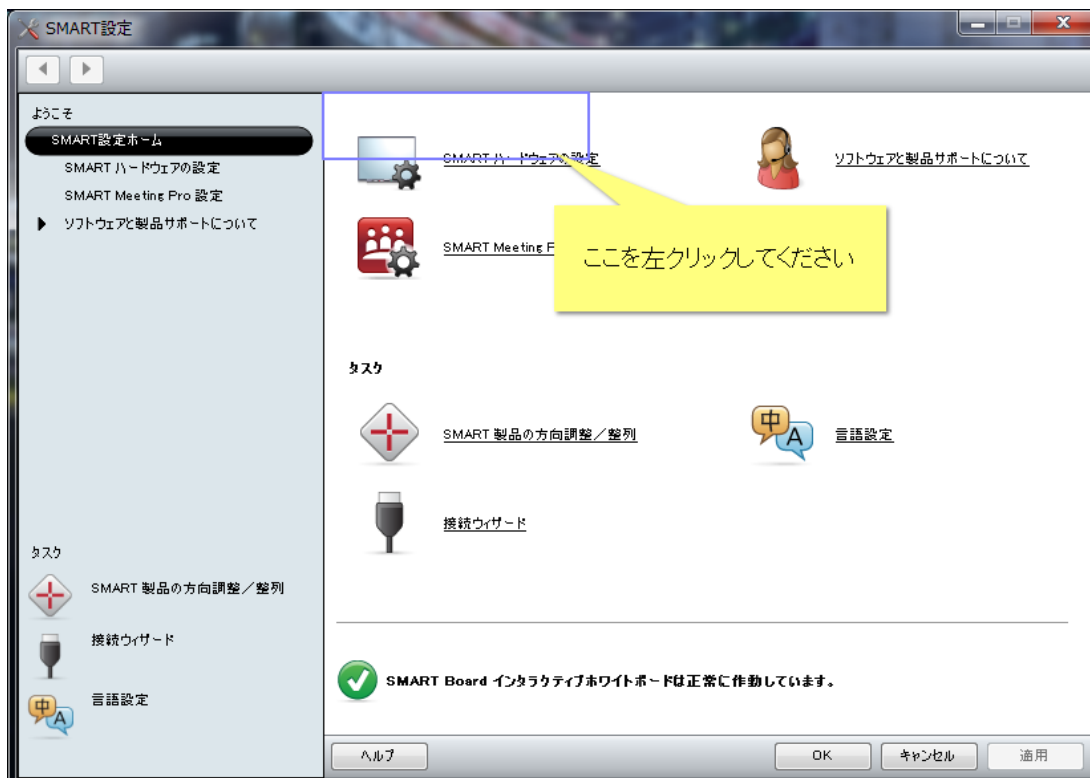 SMART設定
ようこそ
SMART設定ホーム
SMART ハードウェアの設定
SMART Meeting Pro 設定
ソフトウェアと製品サポートについて
SMART ハードウェアの設定
ソフトウェアと製品サポートについて
SMART Meeting P
ここを左クリックしてください
タスク
SMART 製品の方向調整／整列
言語設定
接続ウィザード
タスク
SMART 製品の方向調整／整列
接続ウィザード
言語設定
SMART Board インタラクティブホワイトボードは正常に作動しています。
ヘルプ
OK
キャンセル
適用